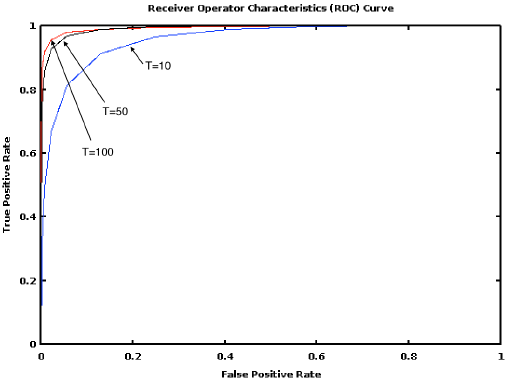 Receiver Operator Characteristics (ROC) Curve
True Positive Rate
1
0.8
0.6
0.4
0.2
0
T=10
T=50
T=100
0
0.2
0.4
0.6
0.8
1
False Positive Rate